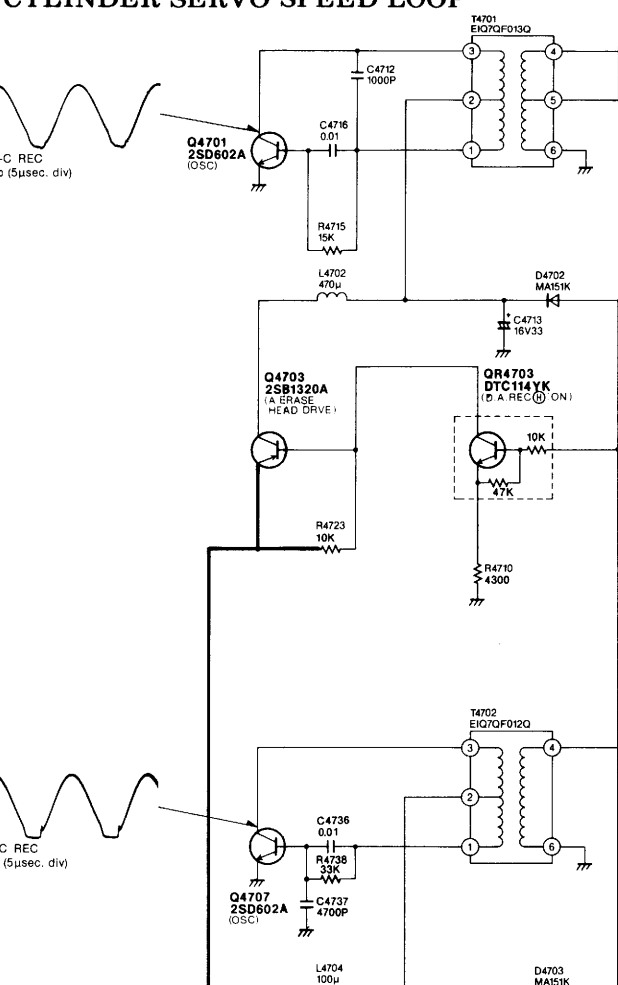 CYLINDER SERVO SPEED LOOP
T4701
EIQ7QF013Q
3
4
C4712
1000P
2
5
C4716
0.01
Q4701
2SD602A
(OSC)
1
6
-C REC
(5µsec. div)
R4715
15K
L4702
470µ
D4702
MA151K
+
C4713
16V33
Q4703
2SB1320A
(A.ERASE
HEAD DRVE)
QR4703
DTC114YK
(D.A.REC (H) ON)
10K
47K
R4723
10K
R4710
4300
T4702
EIQ7QF012Q
3
4
2
C4736
0.01
1
6
R4738
33K
C REC
(5µsec. div)
Q4707
2SD602A
(OSC)
C4737
4700P
L4704
100µ
D4703
MA151K